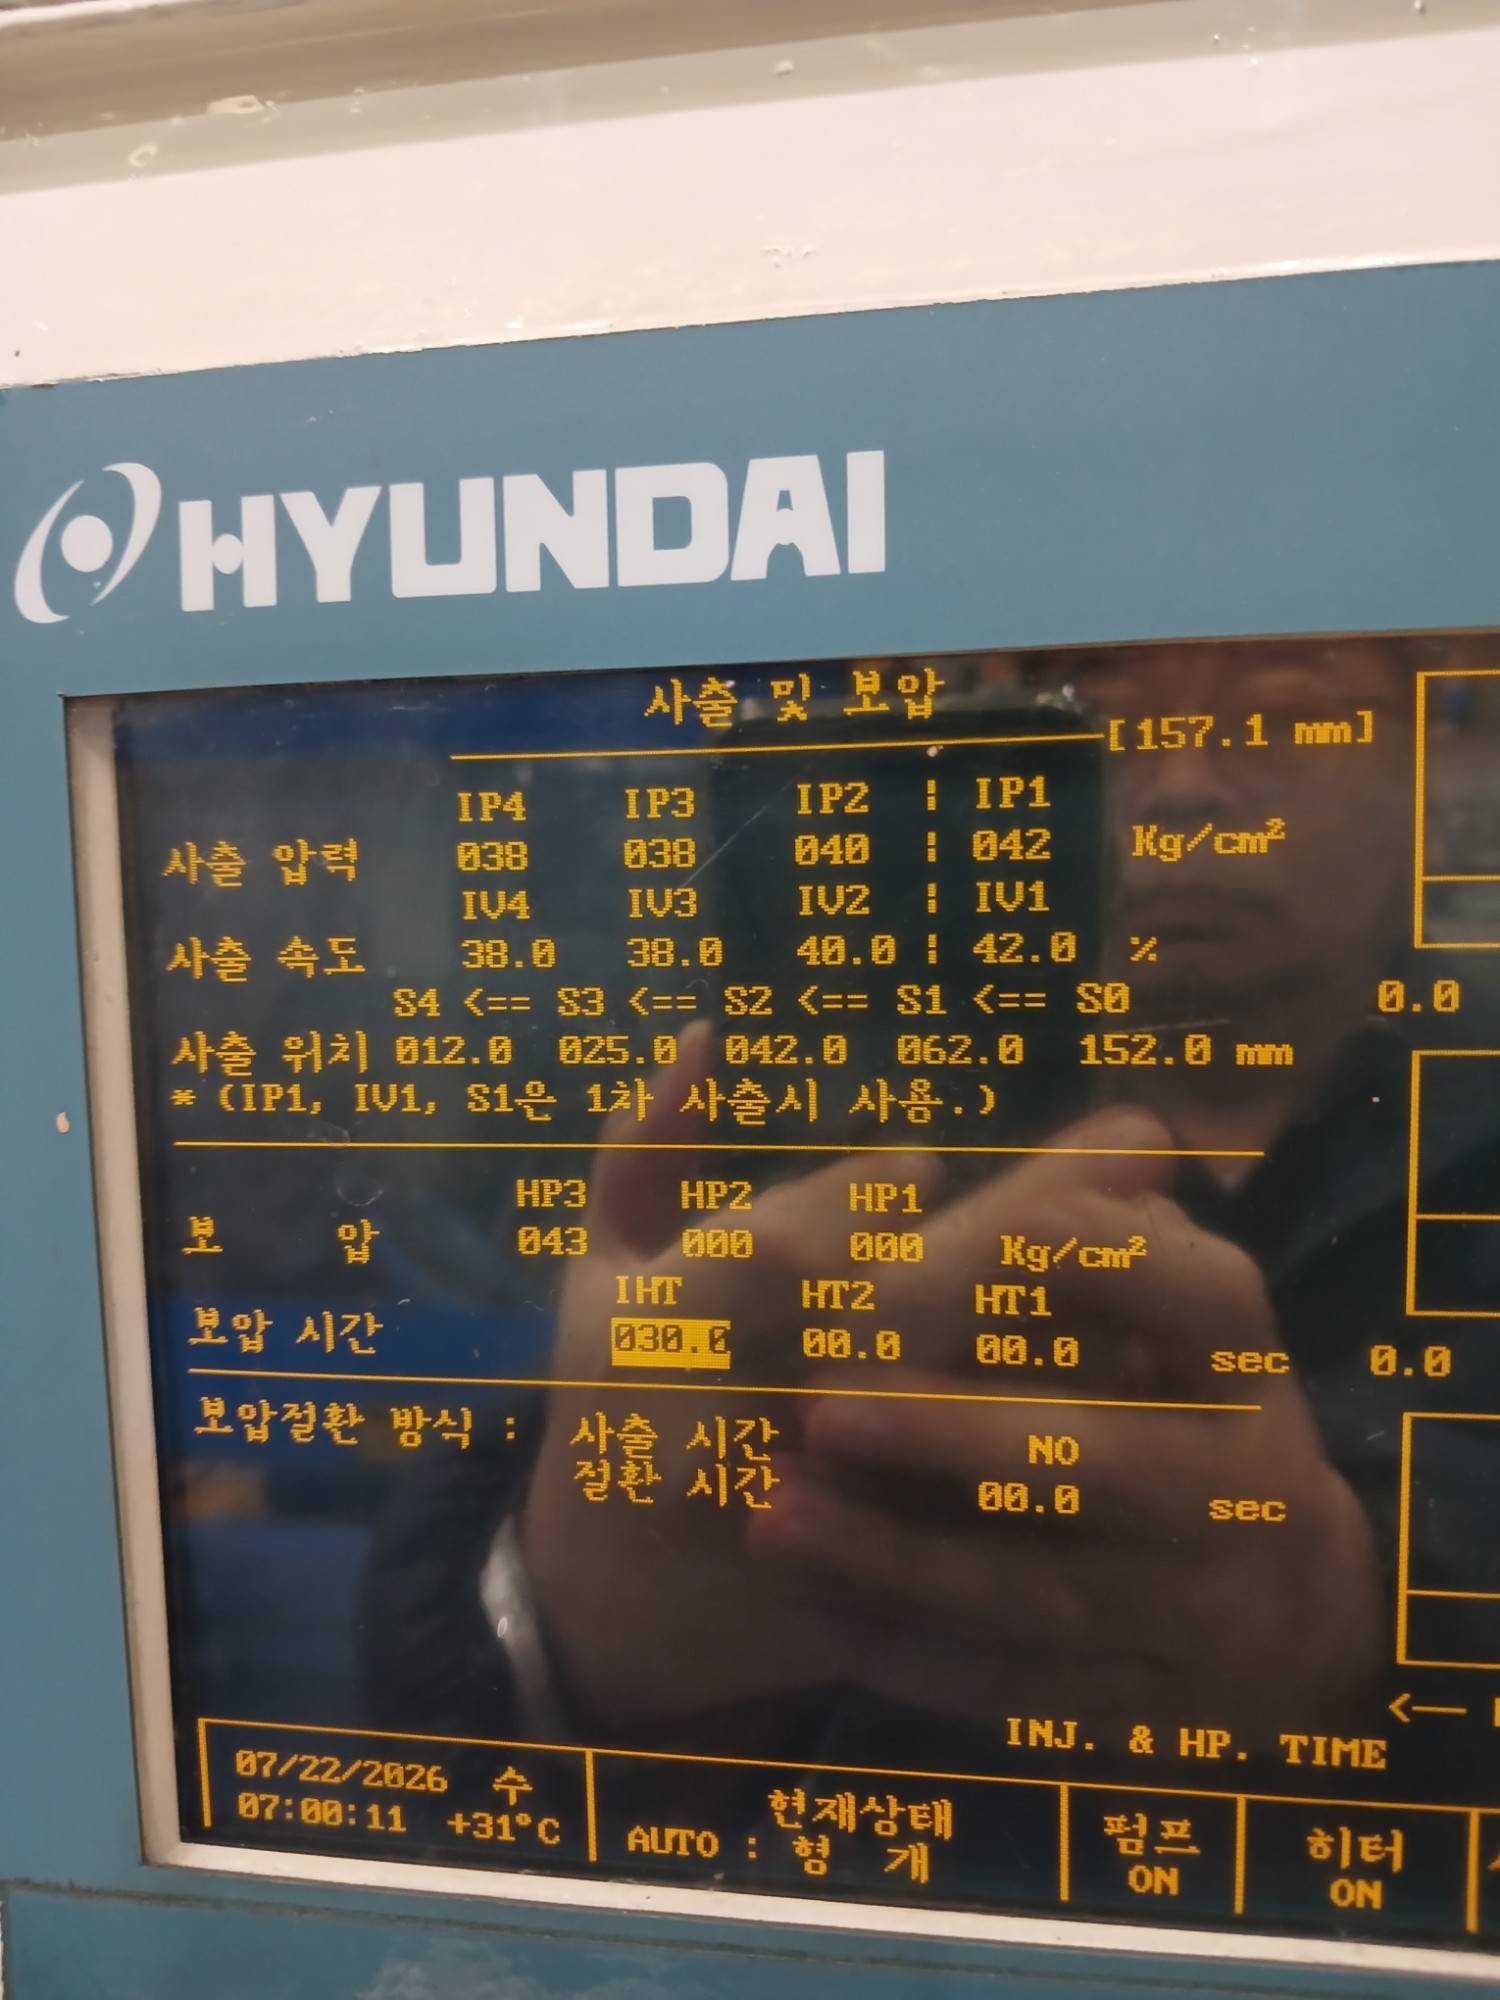 HYUNDAI
사출 및 보압
[157.1 mm]
IP4 IP3 IP2 : IP1
사출 압력 038 038 040 : 042 Kg/cm²
IV4 IV3 IV2 : IV1
사출 속도 38.0 38.0 40.0 : 42.0 %
S4 <== S3 <== S2 <== S1 <== S0 0.0
사출 위치 012.0 025.0 042.0 062.0 152.0 mm
* (IP1, IV1, S1은 1차 사출시 사용.)
HP3 HP2 HP1
보 압 043 000 000 Kg/cm²
IHT HT2 HT1
보압 시간 00.0 00.0 sec 0.0
보압절환 방식 : 사출 시간 NO
절환 시간 00.0 sec
<—
INJ. & HP. TIME
07/22/2026 수
07:00:11 +31°C
현재상태
AUTO : 형 개
펌프
ON
히터
ON